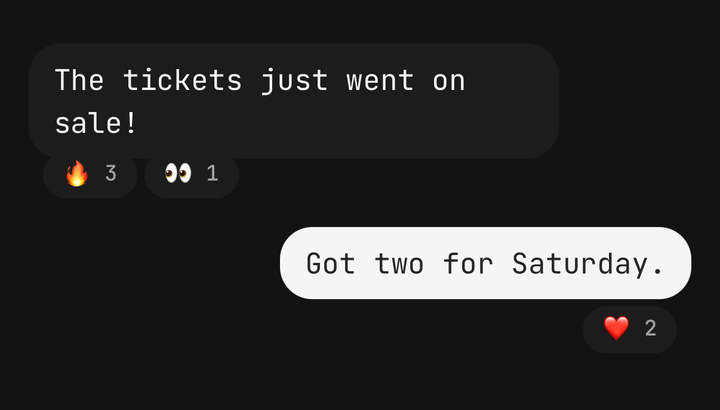 The tickets just went on
sale!
🔥 3 👀 1
Got two for Saturday.
❤️ 2